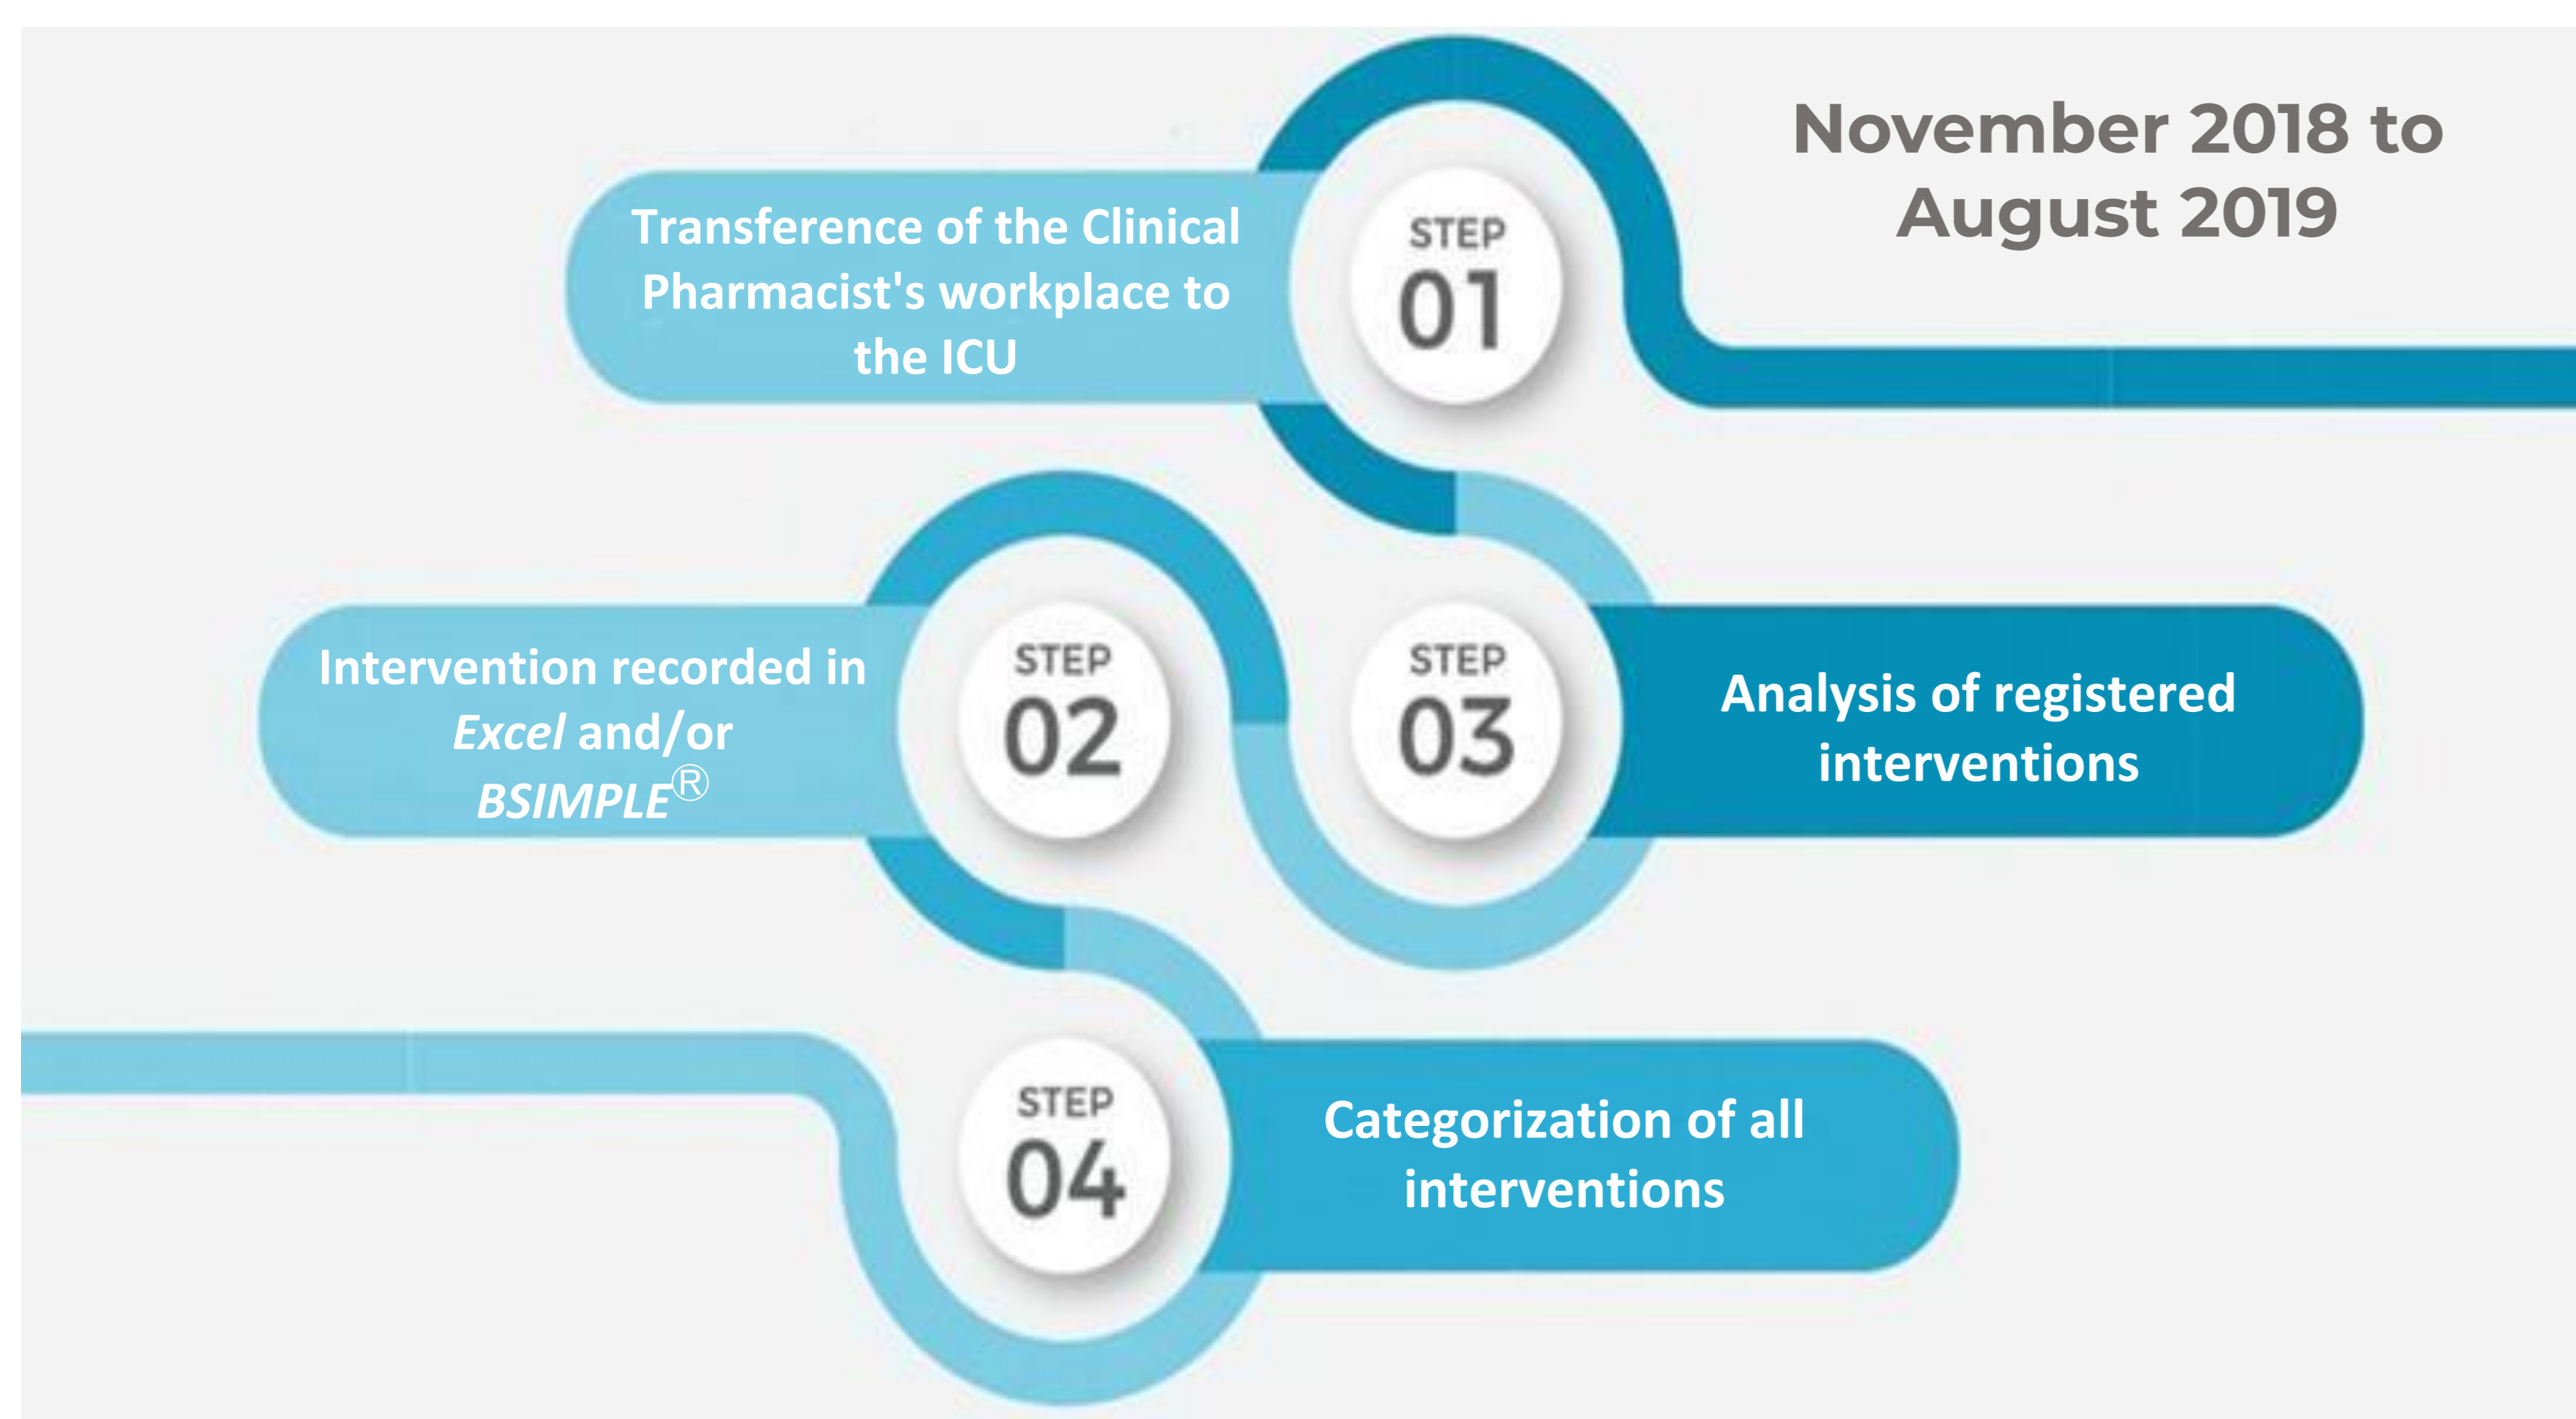 November 2018 to
August 2019
STEP
01
Transference of the Clinical
Pharmacist's workplace to
the ICU
STEP
02
Intervention recorded in
Excel and/or
BSIMPLE®
STEP
03
Analysis of registered
interventions
STEP
04
Categorization of all
interventions